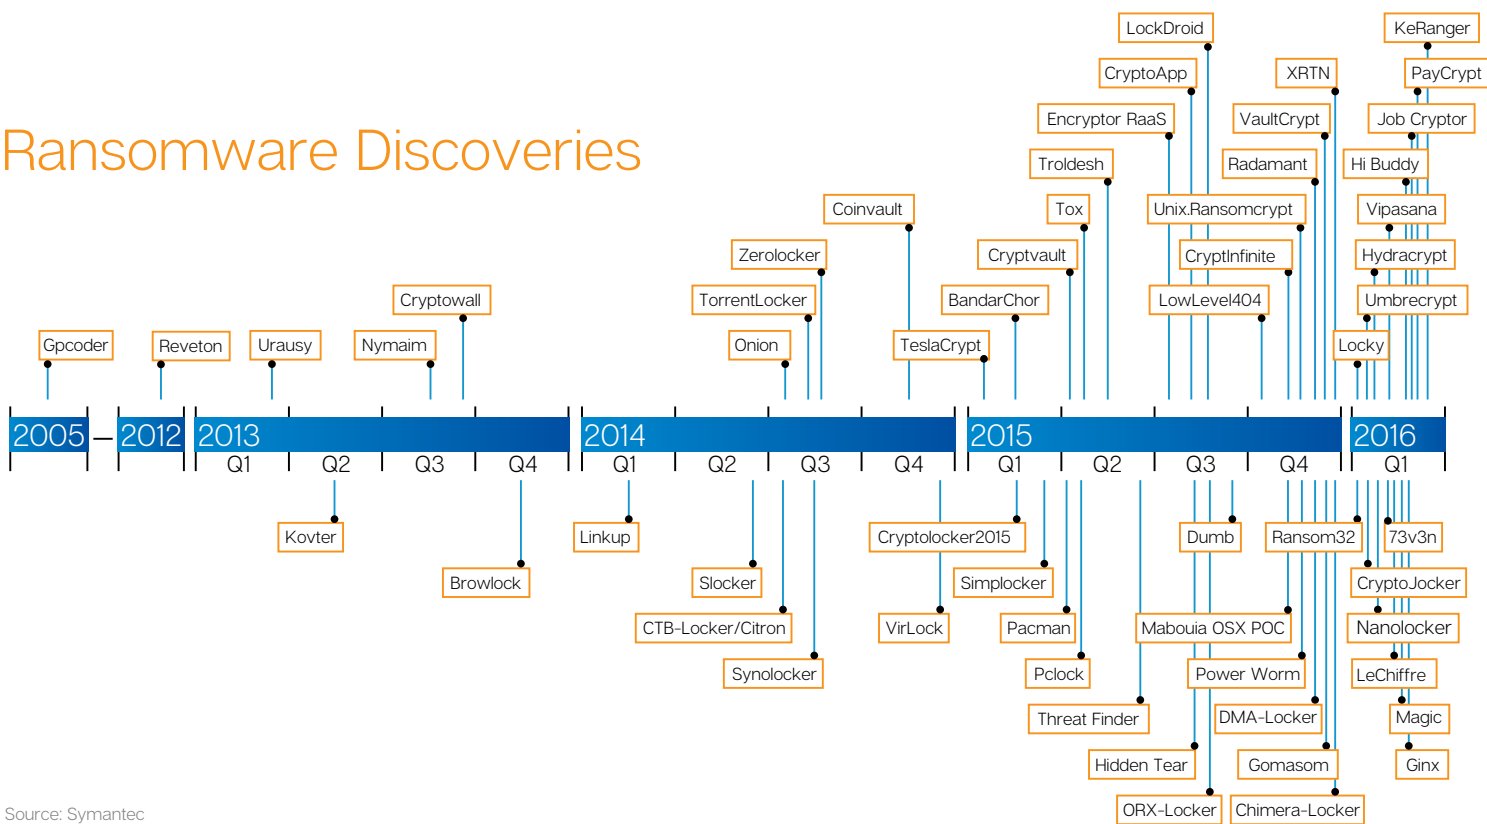 LockDroid
KeRanger
CryptoApp
XRTN
PayCrypt
Encryptor RaaS
VaultCrypt
Job Cryptor
Ransomware Discoveries
Troldesh
Radamant
Hi Buddy
Coinvault
Tox
Unix.Ransomcrypt
Vipasana
Zerolocker
Cryptvault
CryptInfinite
Hydracrypt
Cryptowall
TorrentLocker
BandarChor
LowLevel404
Umbrecrypt
Gpcoder
Reveton
Urausy
Nymaim
Onion
TeslaCrypt
Locky
2005
2012
2013
2014
2015
2016
Q1
Q2
Q3
Q4
Q1
Q2
Q3
Q4
Q1
Q2
Q3
Q4
Q1
Kovter
Linkup
Cryptolocker2015
Dumb
Ransom32
73v3n
Browlock
Slocker
Simplocker
CryptoJocker
CTB-Locker/Citron
VirLock
Pacman
Mabouia OSX POC
Nanolocker
Synolocker
Pclock
Power Worm
LeChiffre
Threat Finder
DMA-Locker
Magic
Hidden Tear
Gomasom
Ginx
ORX-Locker
Chimera-Locker
Source: Symantec